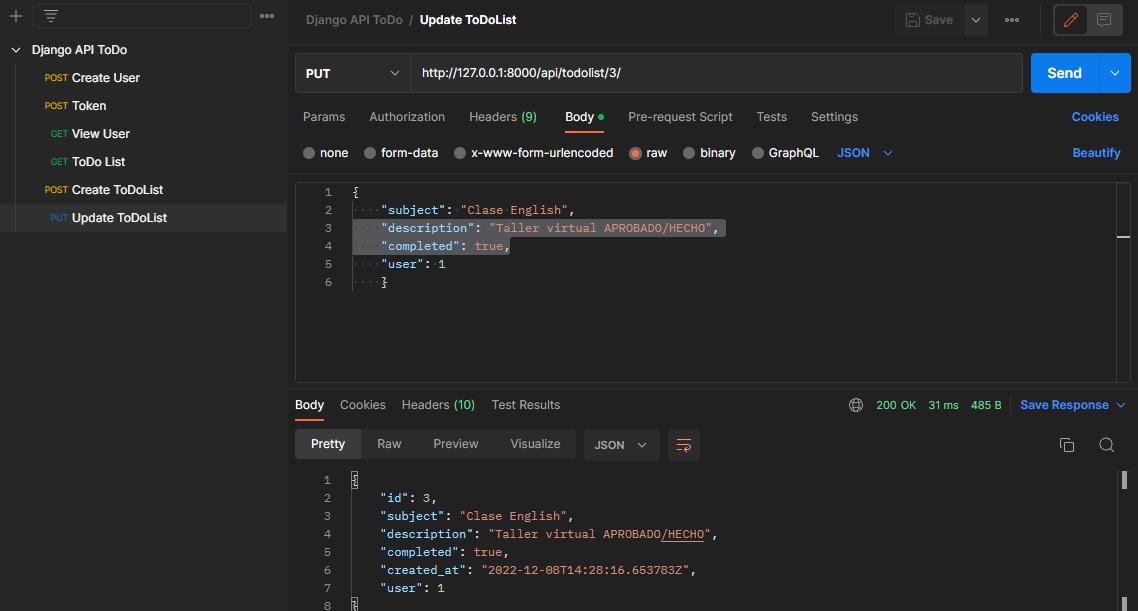 Django API ToDo / Update ToDoList
Save
Django API ToDo
POST Create User
POST Token
GET View User
GET ToDo List
POST Create ToDoList
PUT Update ToDoList
PUT
http://127.0.0.1:8000/api/todolist/3/
Send
Params Authorization Headers (9) Body Pre-request Script Tests Settings Cookies
none form-data x-www-form-urlencoded raw binary GraphQL JSON Beautify
1 {
2 ····"subject":·"Clase·English",
3 ····"description":·"Taller virtual APROBADO/HECHO",
4 ····"completed":·true,
5 ····"user":·1
6 ····}
Body Cookies Headers (10) Test Results 200 OK 31 ms 485 B Save Response
Pretty Raw Preview Visualize JSON
1 {
2 "id": 3,
3 "subject": "Clase English",
4 "description": "Taller virtual APROBADO/HECHO",
5 "completed": true,
6 "created_at": "2022-12-08T14:28:16.653783Z",
7 "user": 1
8 }